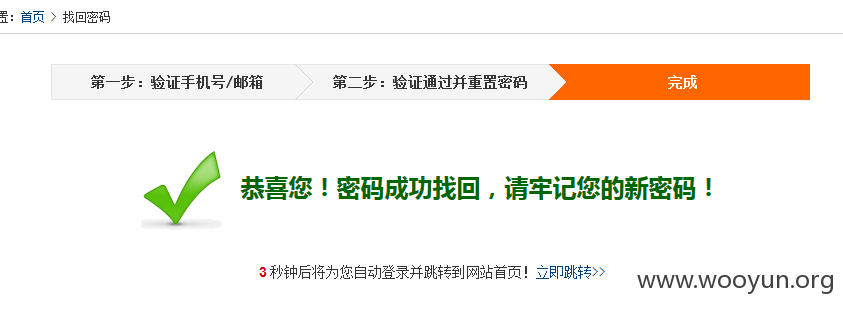 置：首页 > 找回密码
第一步：验证手机号/邮箱 第二步：验证通过并重置密码 完成
恭喜您！密码成功找回，请牢记您的新密码！
3 秒钟后将为您自动登录并跳转到网站首页！立即跳转>>
www.wooyun.org